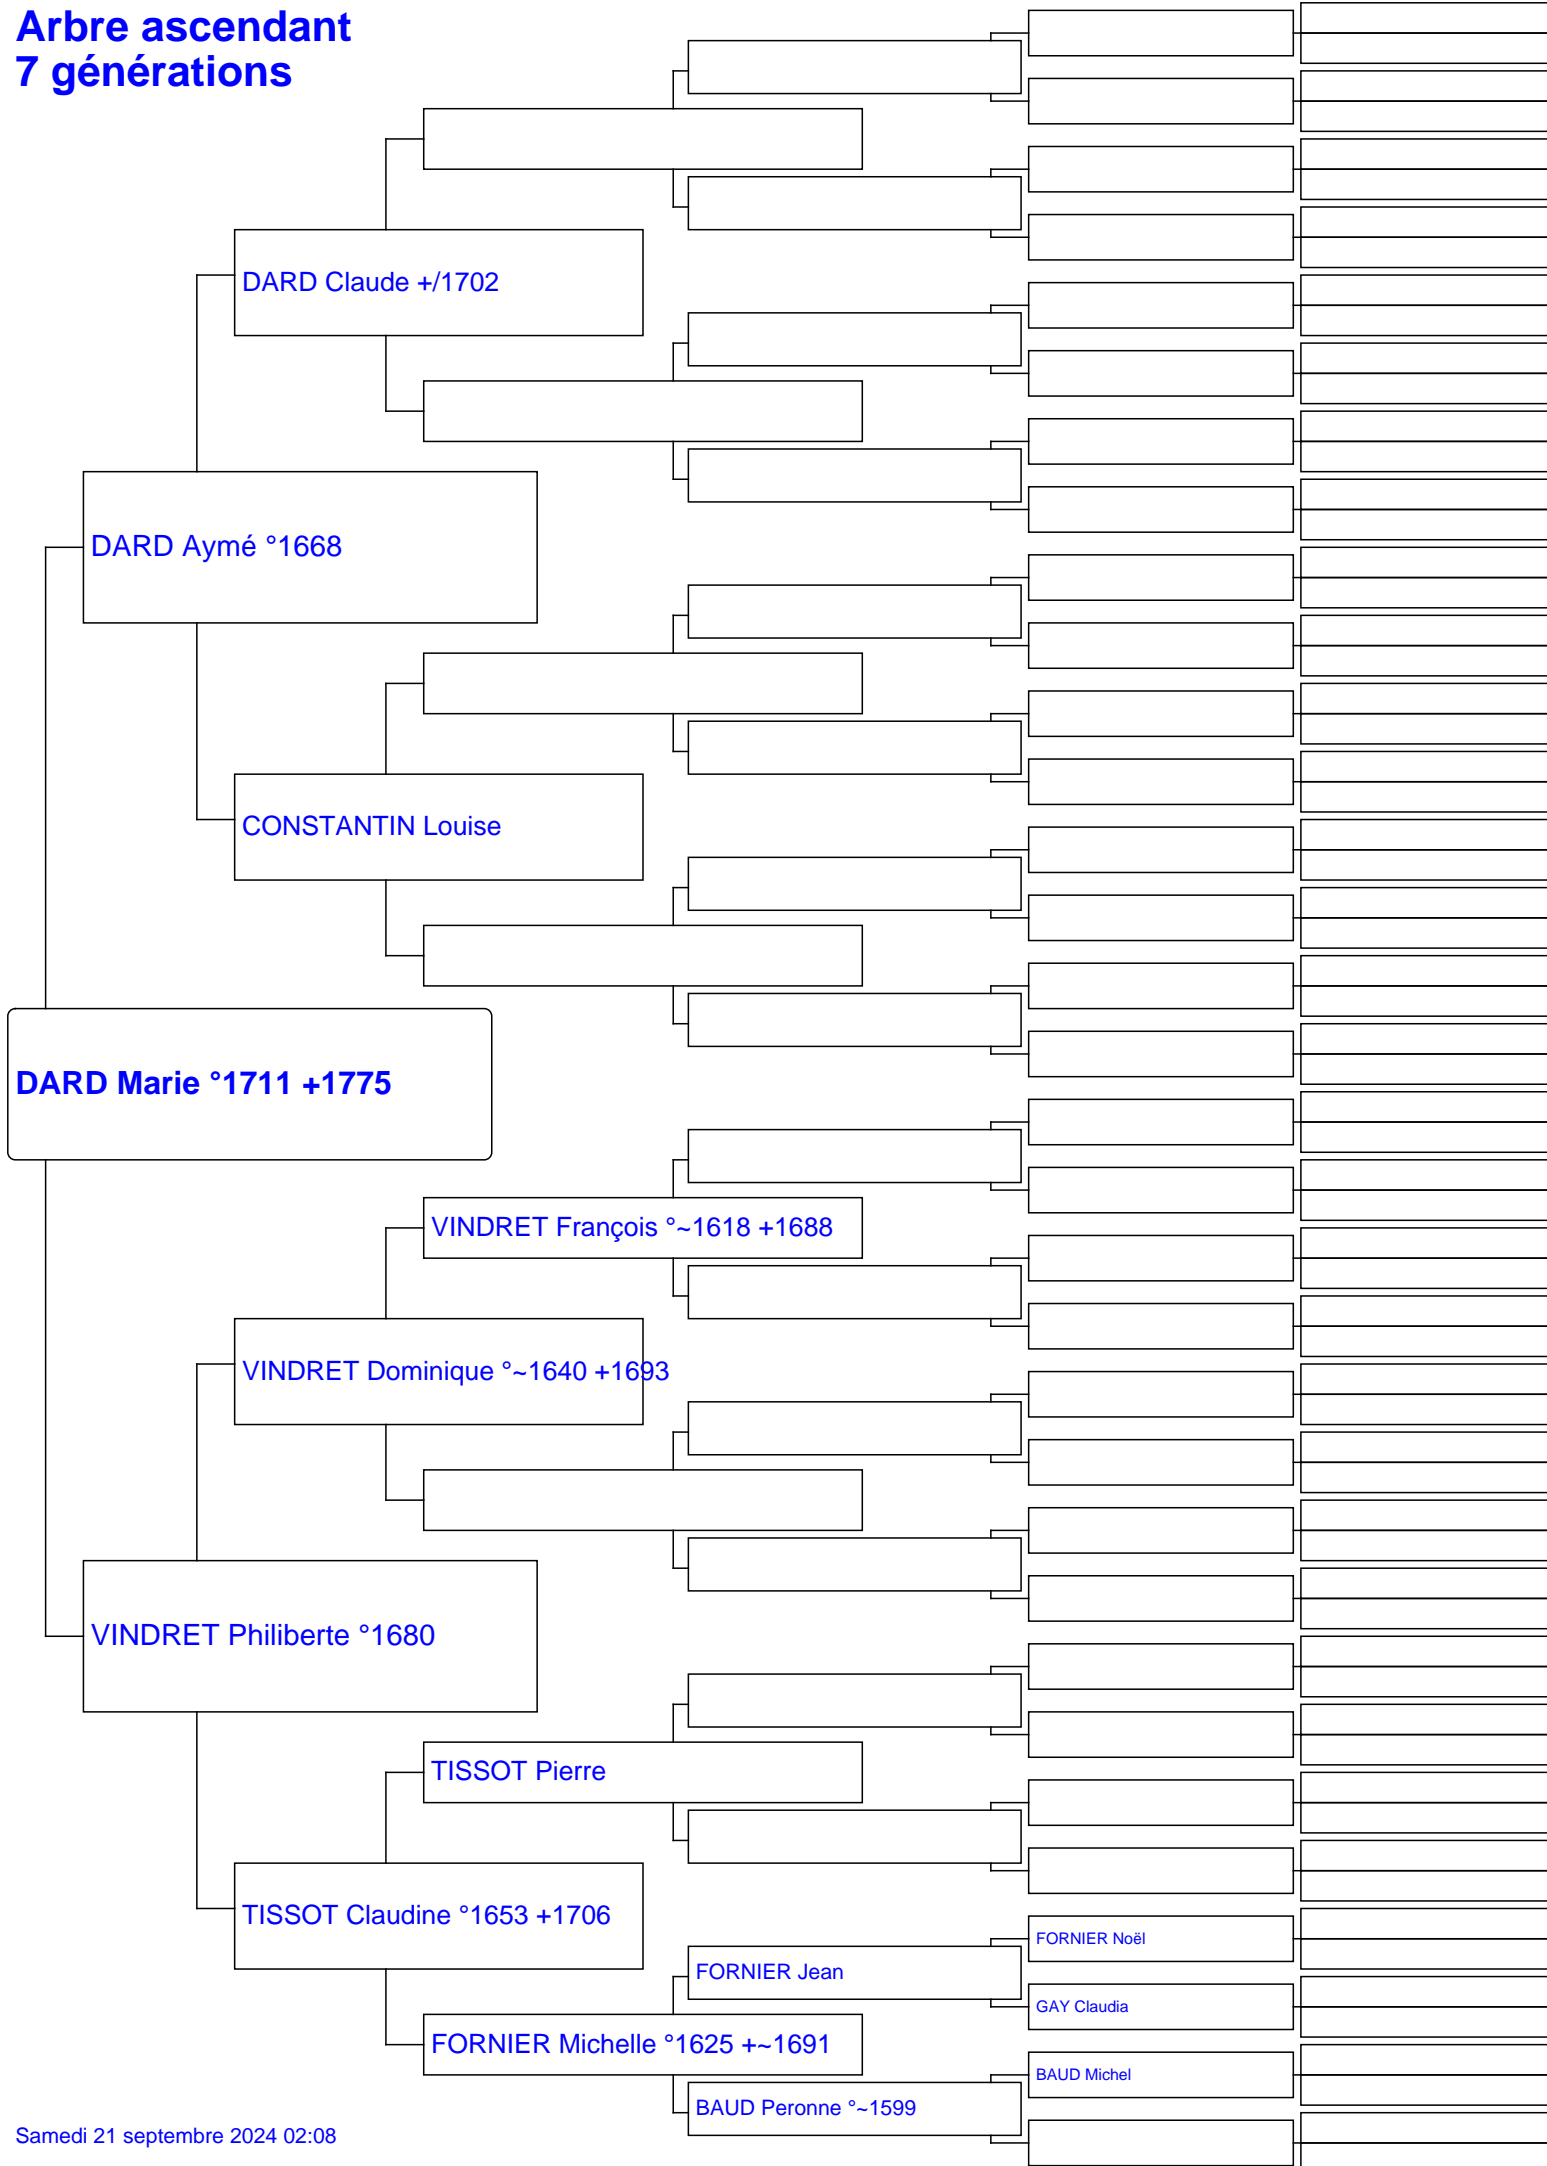 Arbre ascendant
7 générations
DARD Claude +/1702
DARD Aymé °1668
CONSTANTIN Louise
DARD Marie °1711 +1775
VINDRET François °~1618 +1688
VINDRET Dominique °~1640 +1693
VINDRET Philiberte °1680
TISSOT Pierre
TISSOT Claudine °1653 +1706
FORNIER Noël
FORNIER Jean
GAY Claudia
FORNIER Michelle °1625 +~1691
BAUD Michel
BAUD Peronne °~1599
Samedi 21 septembre 2024 02:08